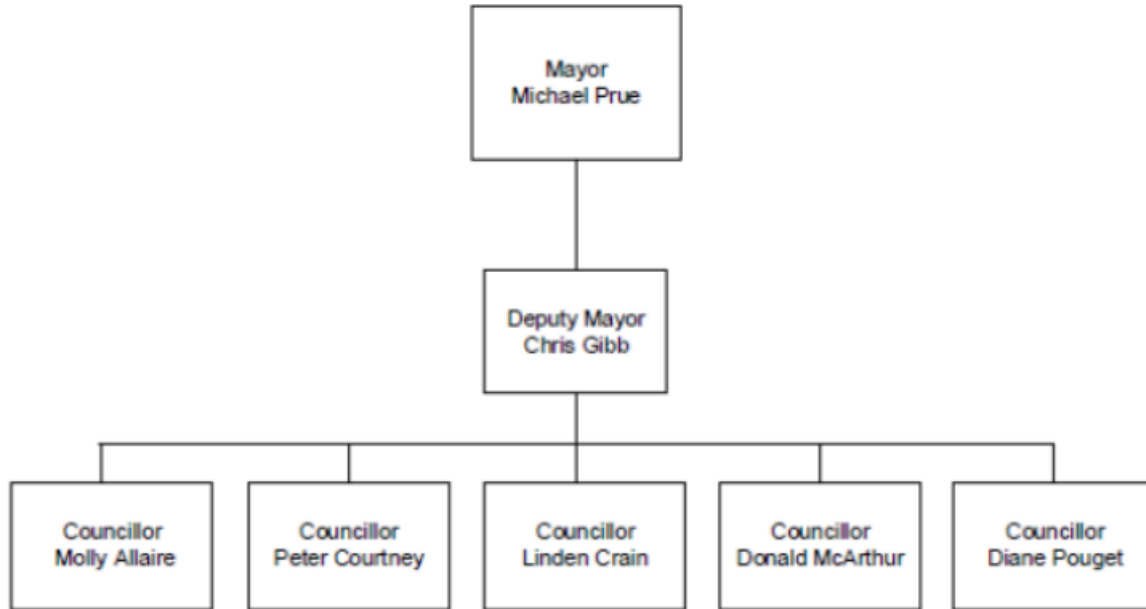 Mayor
Michael Prue
Deputy Mayor
Chris Gibb
Councillor
Molly Allaire
Councillor
Peter Courtney
Councillor
Linden Crain
Councillor
Donald McArthur
Councillor
Diane Pouget